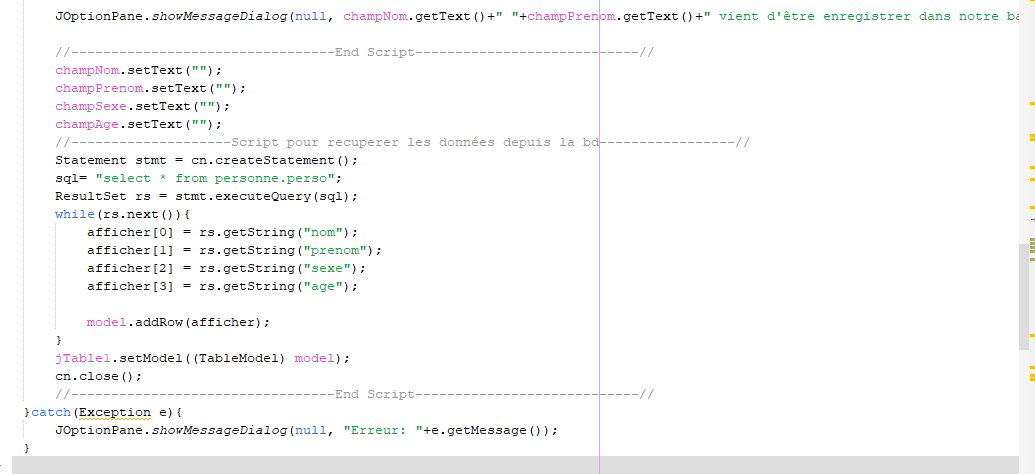 JOptionPane.showMessageDialog(null, champNom.getText()+" "+champPrenom.getText()+" vient d'être enregistrer dans notre ba
//---------------------------------End Script----------------------------//
champNom.setText("");
champPrenom.setText("");
champSexe.setText("");
champAge.setText("");
//--------------------Script pour recuperer les données depuis la bd-----------------//
Statement stmt = cn.createStatement();
sql= "select * from personne.perso";
ResultSet rs = stmt.executeQuery(sql);
while(rs.next()){
afficher[0] = rs.getString("nom");
afficher[1] = rs.getString("prenom");
afficher[2] = rs.getString("sexe");
afficher[3] = rs.getString("age");
model.addRow(afficher);
}
jTable1.setModel((TableModel) model);
cn.close();
//---------------------------------End Script----------------------------//
}catch(Exception e){
JOptionPane.showMessageDialog(null, "Erreur: "+e.getMessage());
}